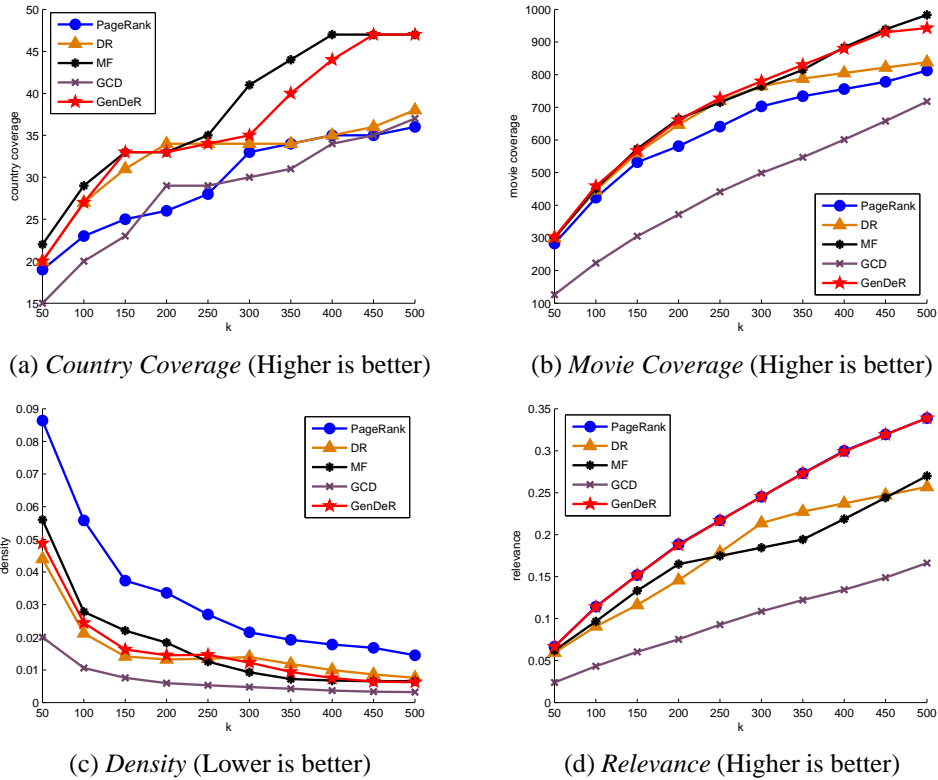 50
45
40
35
30
25
20
15
country coverage
50 100 150 200 250 300 350 400 450 500
k
PageRank
DR
MF
GCD
GenDeR
(a) Country Coverage (Higher is better)
1000
900
800
700
600
500
400
300
200
100
movie coverage
50 100 150 200 250 300 350 400 450 500
k
PageRank
DR
MF
GCD
GenDeR
(b) Movie Coverage (Higher is better)
0.09
0.08
0.07
0.06
0.05
0.04
0.03
0.02
0.01
0
density
50 100 150 200 250 300 350 400 450 500
k
PageRank
DR
MF
GCD
GenDeR
(c) Density (Lower is better)
0.35
0.3
0.25
0.2
0.15
0.1
0.05
0
relevance
50 100 150 200 250 300 350 400 450 500
k
PageRank
DR
MF
GCD
GenDeR
(d) Relevance (Higher is better)